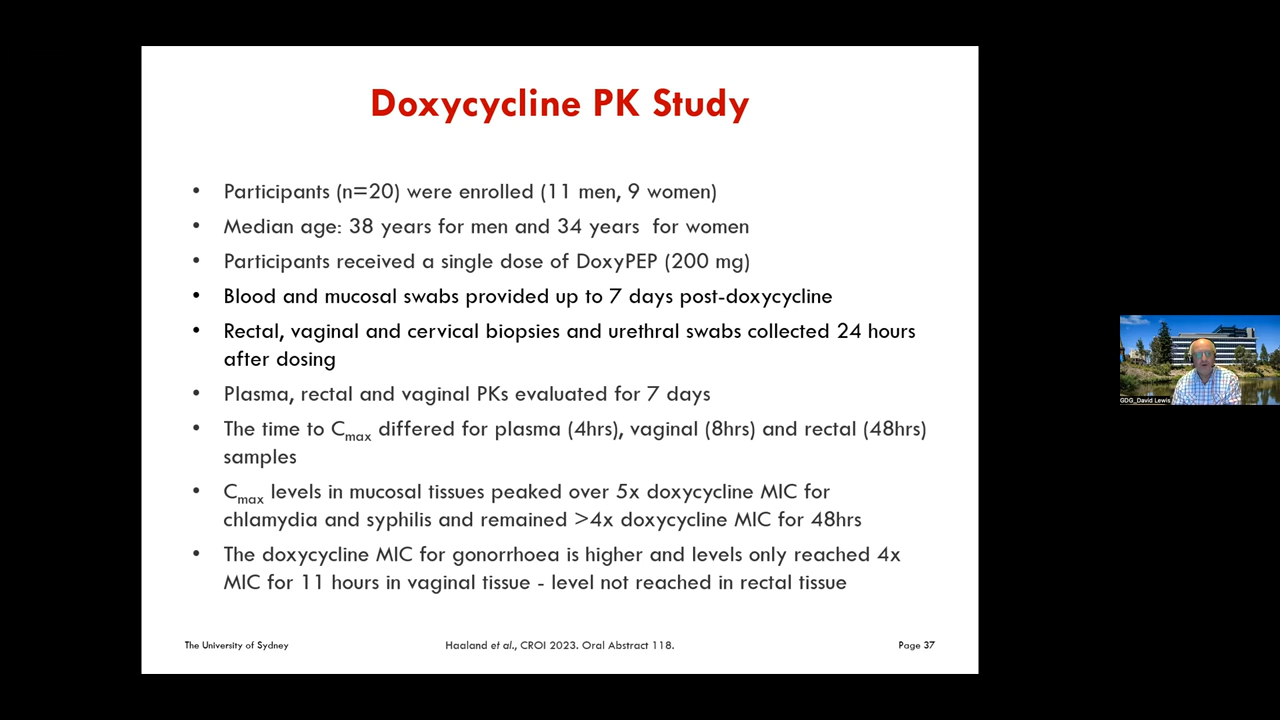 Doxycycline PK Study
• Participants (n=20) were enrolled (11 men, 9 women)
• Median age: 38 years for men and 34 years for women
• Participants received a single dose of DoxyPEP (200 mg)
• Blood and mucosal swabs provided up to 7 days post-doxycycline
• Rectal, vaginal and cervical biopsies and urethral swabs collected 24 hours
after dosing
• Plasma, rectal and vaginal PKs evaluated for 7 days
• The time to Cmax differed for plasma (4hrs), vaginal (8hrs) and rectal (48hrs)
samples
• Cmax levels in mucosal tissues peaked over 5x doxycycline MIC for
chlamydia and syphilis and remained >4x doxycycline MIC for 48hrs
• The doxycycline MIC for gonorrhoea is higher and levels only reached 4x
MIC for 11 hours in vaginal tissue - level not reached in rectal tissue
The University of Sydney
Haaland et al., CROI 2023. Oral Abstract 118.
Page 37
GDG_David Lewis